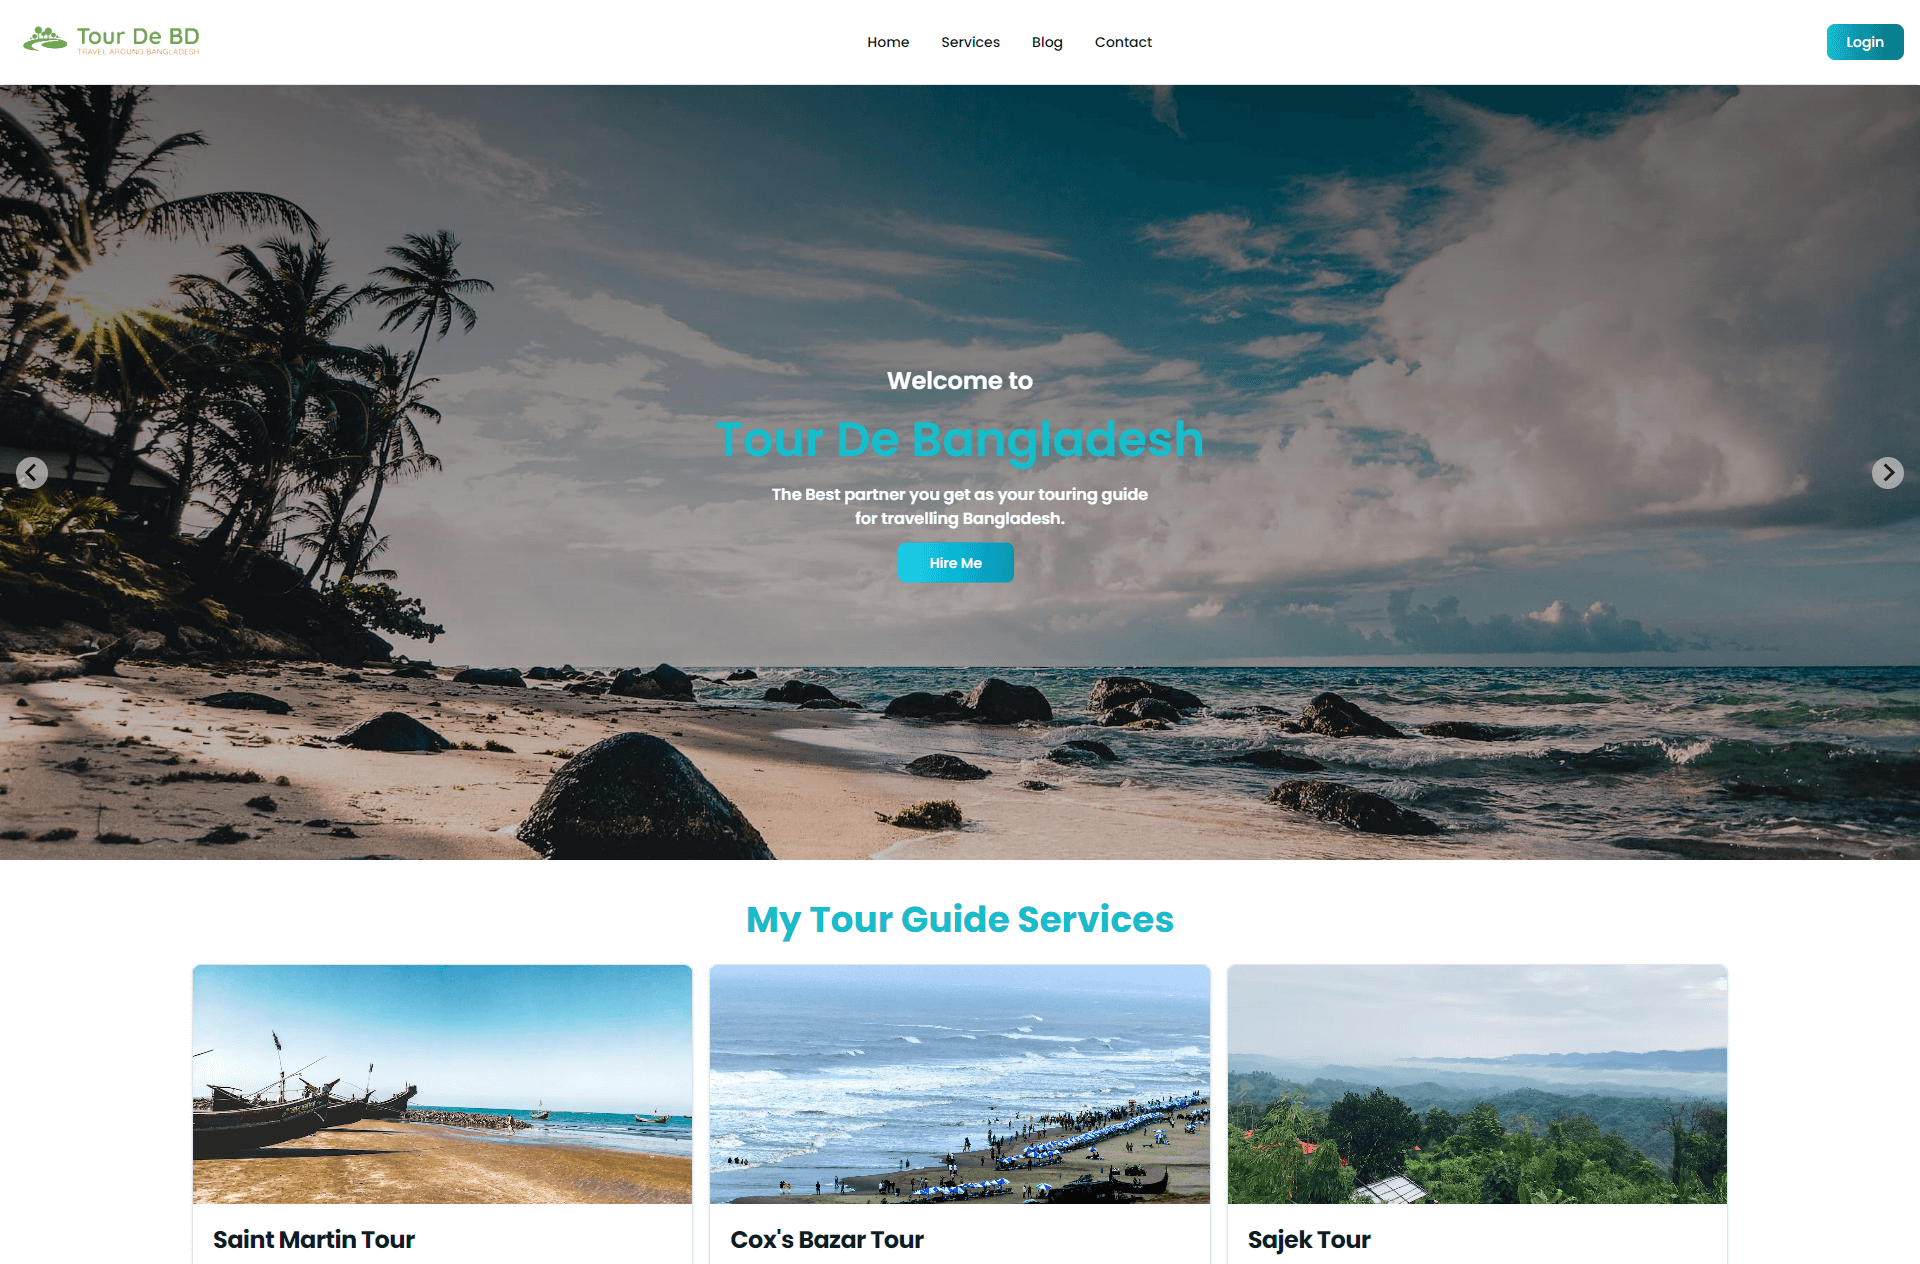 Tour De BD
TRAVEL AROUND BANGLADESH
Home
Services
Blog
Contact
Login
Welcome to
Tour De Bangladesh
The Best partner you get as your touring guide
for travelling Bangladesh.
Hire Me
My Tour Guide Services
Saint Martin Tour
Cox's Bazar Tour
Sajek Tour